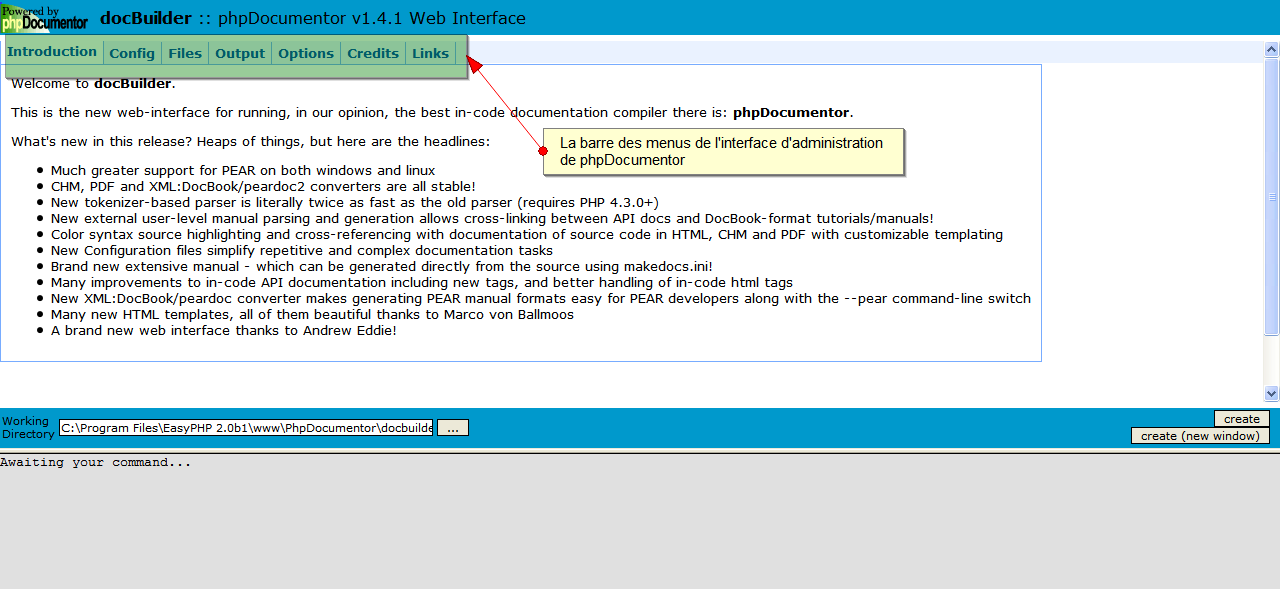 Powered by
phpDocumentor
docBuilder :: phpDocumentor v1.4.1 Web Interface
Introduction Config Files Output Options Credits Links
Welcome to docBuilder.
This is the new web-interface for running, in our opinion, the best in-code documentation compiler there is: phpDocumentor.
What's new in this release? Heaps of things, but here are the headlines:
La barre des menus de l'interface d'administration
de phpDocumentor
Much greater support for PEAR on both windows and linux
CHM, PDF and XML:DocBook/peardoc2 converters are all stable!
New tokenizer-based parser is literally twice as fast as the old parser (requires PHP 4.3.0+)
New external user-level manual parsing and generation allows cross-linking between API docs and DocBook-format tutorials/manuals!
Color syntax source highlighting and cross-referencing with documentation of source code in HTML, CHM and PDF with customizable templating
New Configuration files simplify repetitive and complex documentation tasks
Brand new extensive manual - which can be generated directly from the source using makedocs.ini!
Many improvements to in-code API documentation including new tags, and better handling of in-code html tags
New XML:DocBook/peardoc converter makes generating PEAR manual formats easy for PEAR developers along with the --pear command-line switch
Many new HTML templates, all of them beautiful thanks to Marco von Ballmoos
A brand new web interface thanks to Andrew Eddie!
Working
Directory
C:\Program Files\EasyPHP 2.0b1\www\PhpDocumentor\docbuilde
...
create
create (new window)
Awaiting your command...